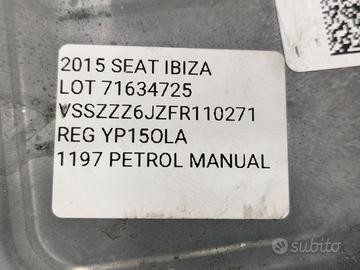 2015 SEAT IBIZA
LOT 71634725
VSSZZZ6JZFR110271
REG YP15OLA
1197 PETROL MANUAL
subito